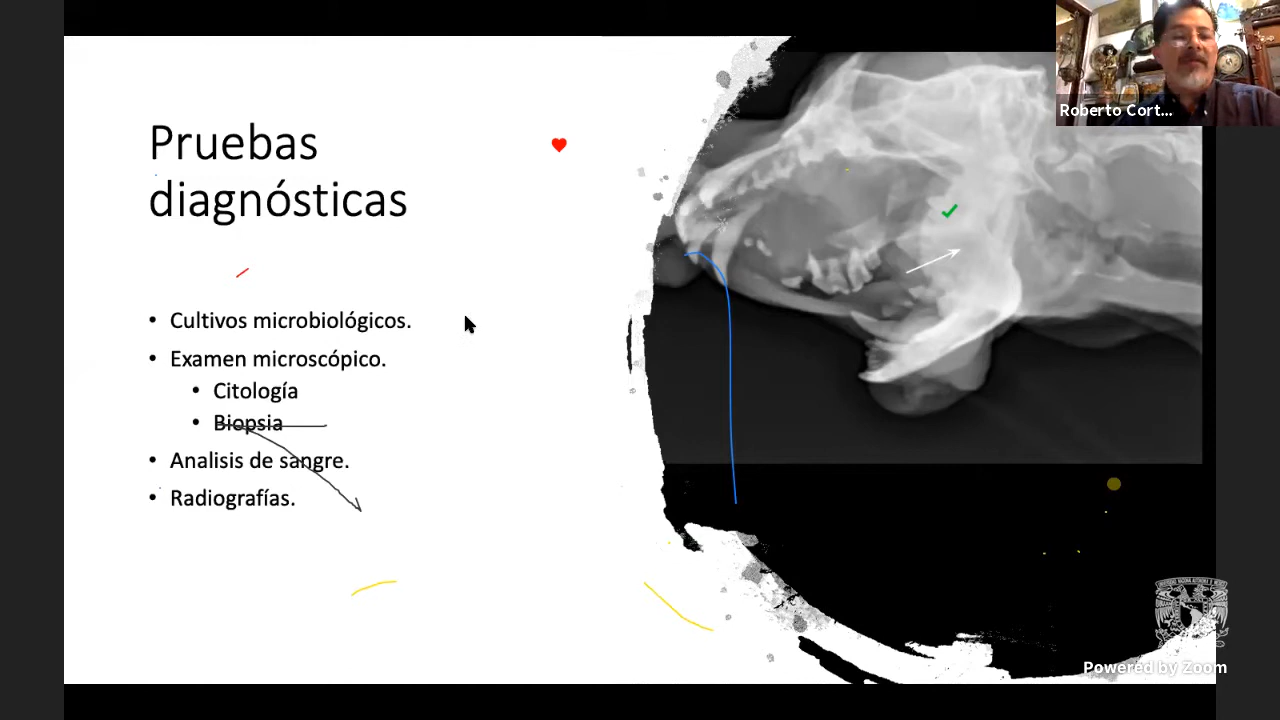 Roberto Cort...
Pruebas
diagnósticas
• Cultivos microbiológicos.
• Examen microscópico.
• Citología
• Biopsia
• Analisis de sangre.
• Radiografías.
Powered by Zoom